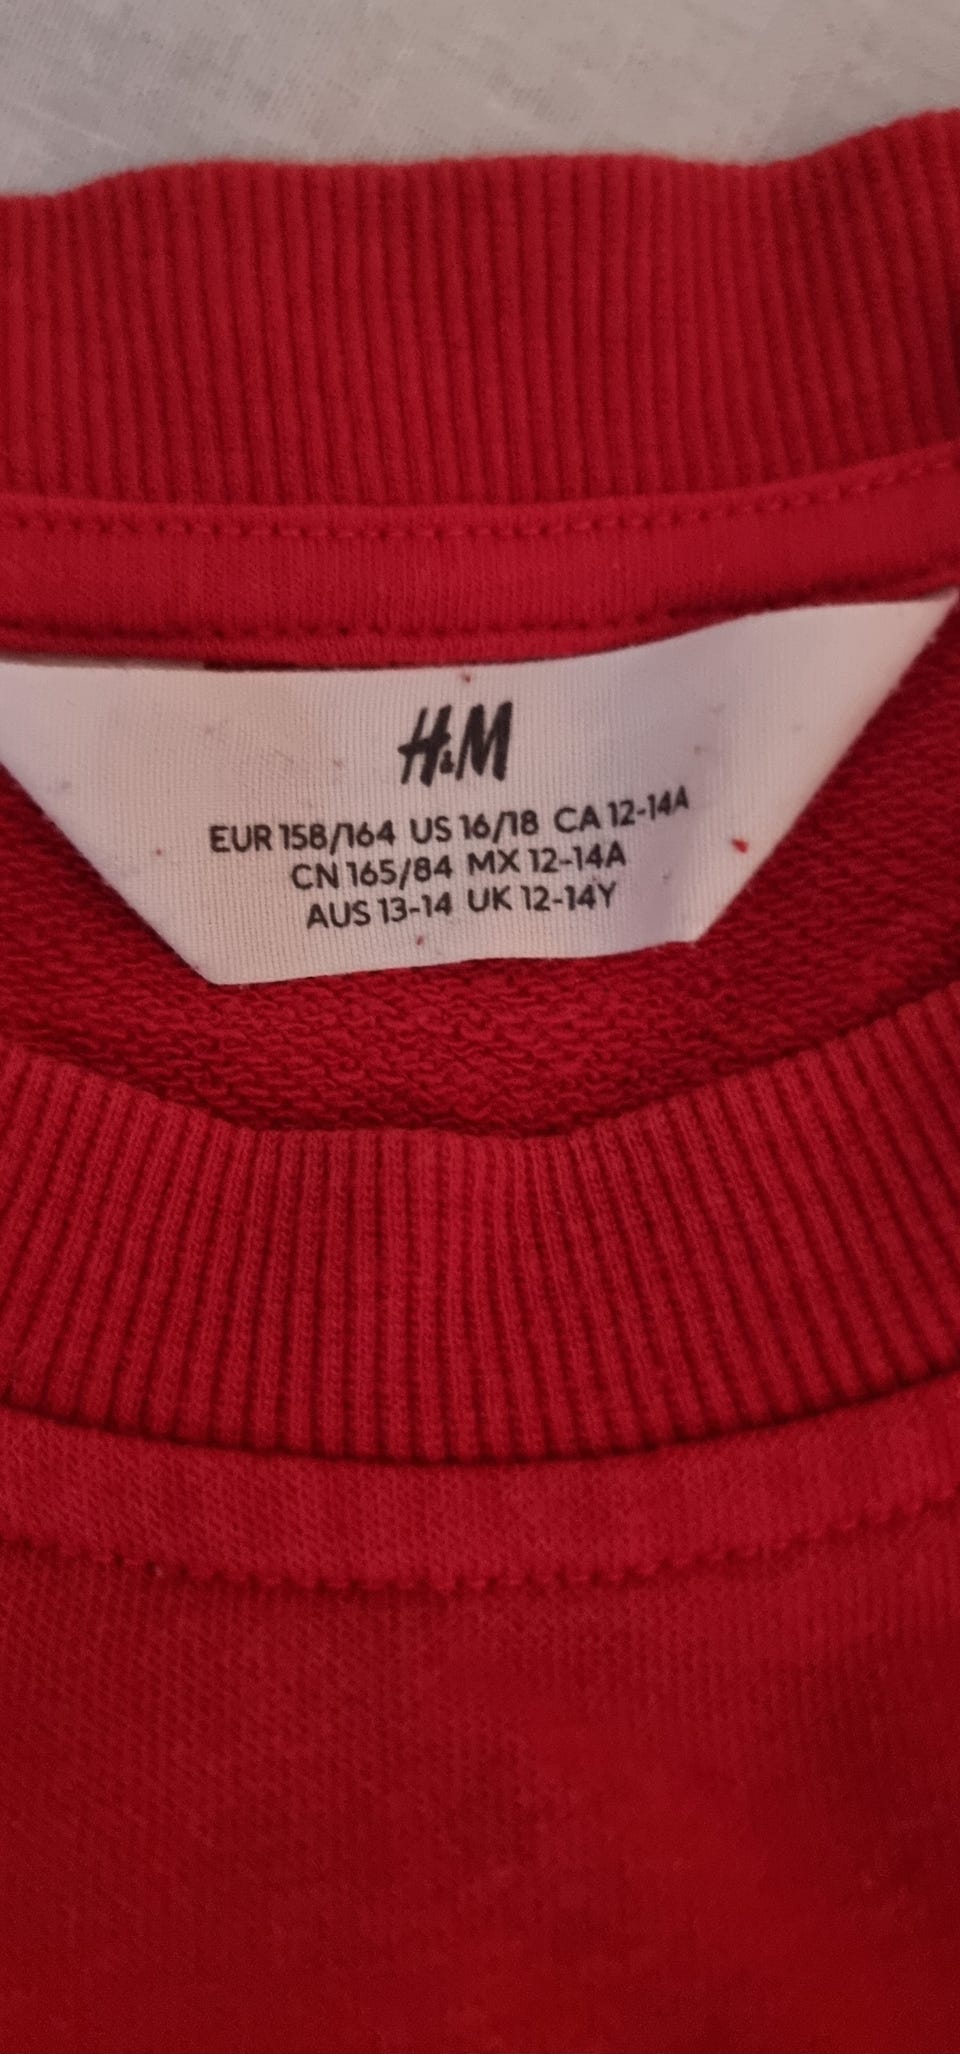 H&M
EUR 158/164 US 16/18 CA 12-14A
CN 165/84 MX 12-14A
AUS 13-14 UK 12-14Y